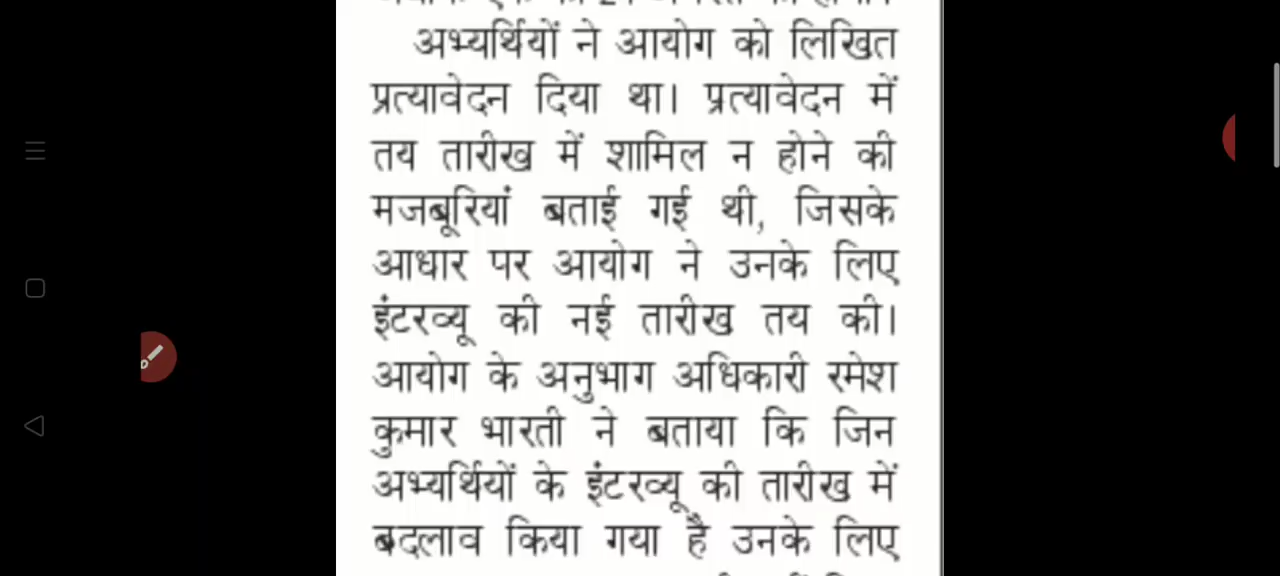 अभ्यर्थियों ने आयोग को लिखित
प्रत्यावेदन दिया था। प्रत्यावेदन में
तय तारीख में शामिल न होने की
मजबूरियां बताई गई थी, जिसके
आधार पर आयोग ने उनके लिए
इंटरव्यू की नई तारीख तय की।
आयोग के अनुभाग अधिकारी रमेश
कुमार भारती ने बताया कि जिन
अभ्यर्थियों के इंटरव्यू की तारीख में
बदलाव किया गया है उनके लिए